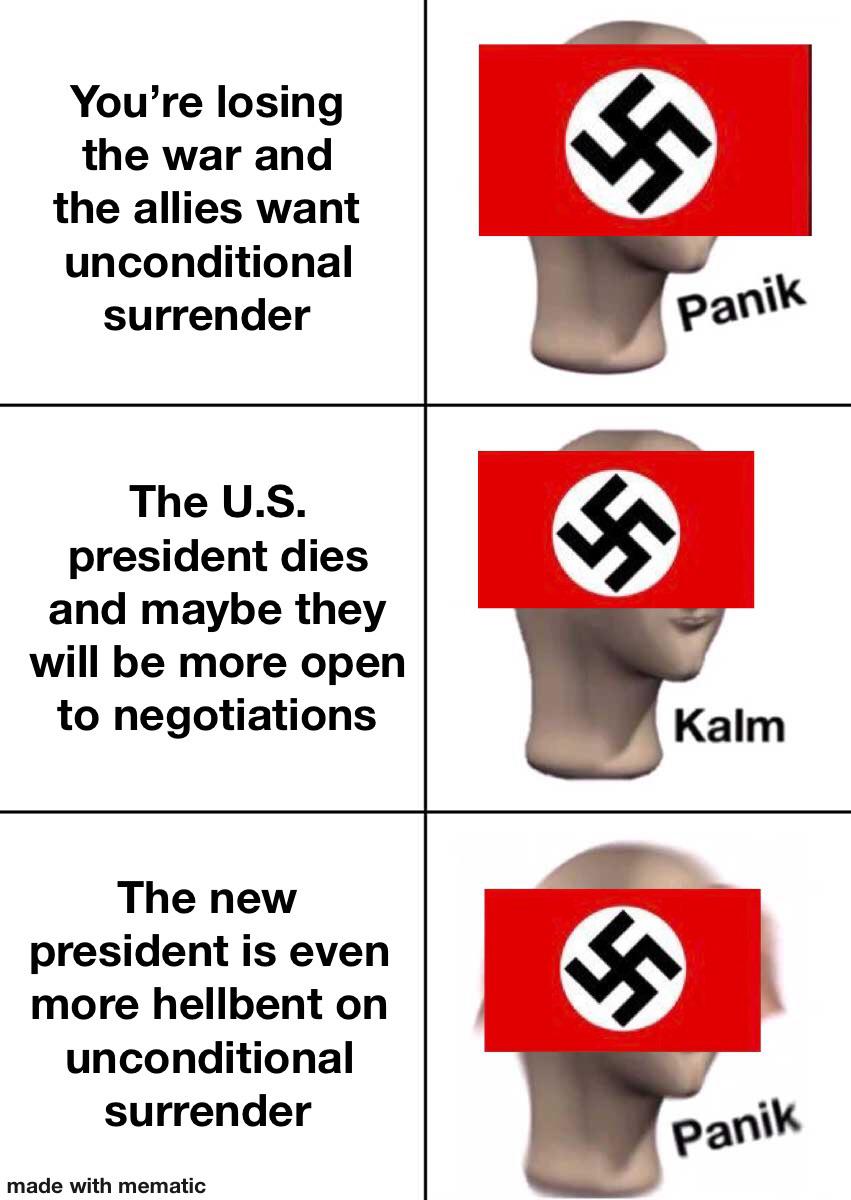 You’re losing
the war and
the allies want
unconditional
surrender
Panik
The U.S.
president dies
and maybe they
will be more open
to negotiations
Kalm
The new
president is even
more hellbent on
unconditional
surrender
Panik
made with mematic